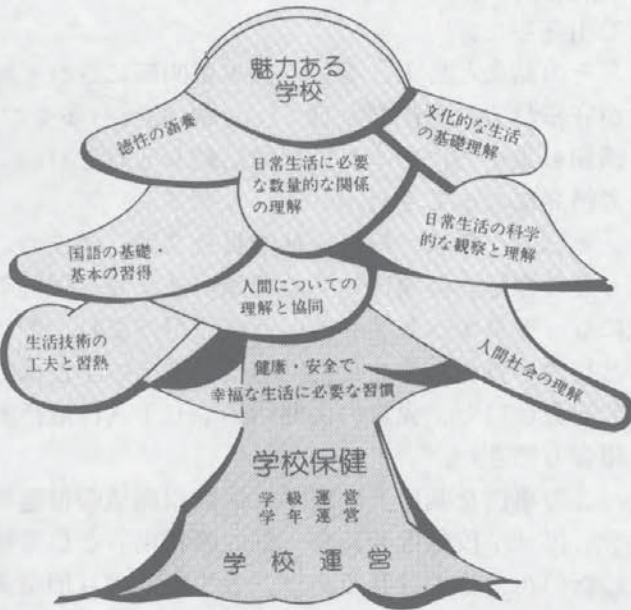 魅力ある
学校
徳性の涵養
文化的な生活
の基礎理解
日常生活に必要
な数量的な関係
の理解
日常生活の科学
的な観察と理解
国語の基礎・
基本の習得
人間についての
理解と協同
生活技術の
工夫と習熱
人間社会の理解
健康・安全で
幸福な生活に必要な習慣
学校保健
学級運営
学年運営
学校運営